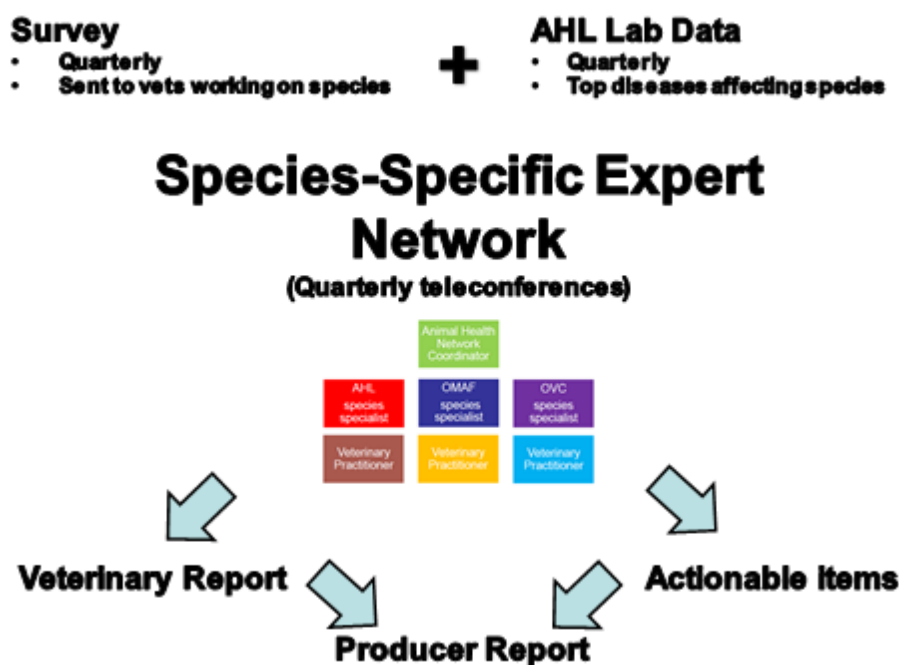 Survey
• Quarterly
• Sent to vets working on species
+
AHL Lab Data
• Quarterly
• Top diseases affecting species
Species-Specific Expert
Network
(Quarterly teleconferences)
Animal Health
Network
Coordinator
AHL
species
specialist
OMAF
species
specialist
OVC
species
specialist
Veterinary
Practitioner
Veterinary
Practitioner
Veterinary
Practitioner
Veterinary Report
Actionable Items
Producer Report